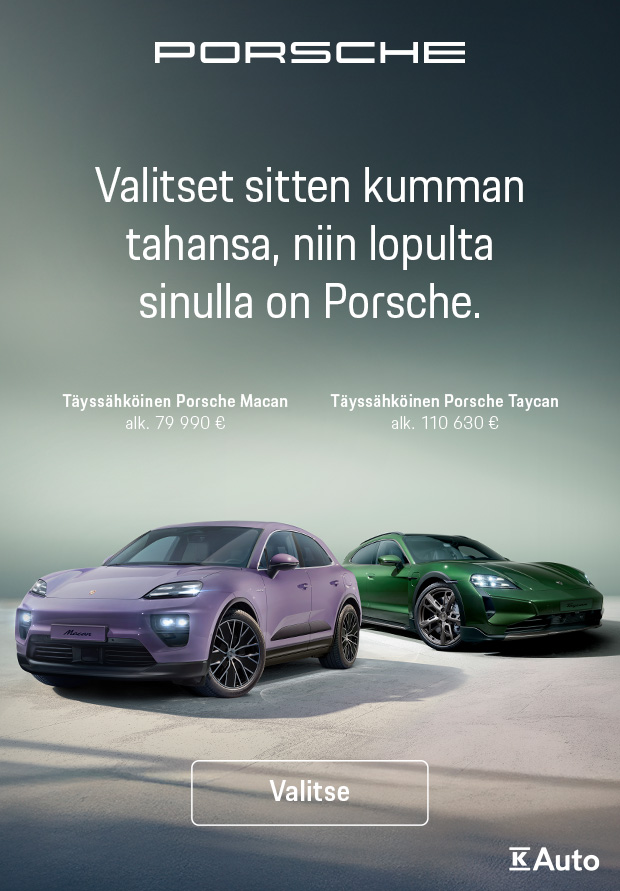 PORSCHE
Valitset sitten kumman
tahansa, niin lopulta
sinulla on Porsche.
Täyssähköinen Porsche Macan
alk. 79 990 €
Täyssähköinen Porsche Taycan
alk. 110 630 €
Macan
Valitse
K Auto